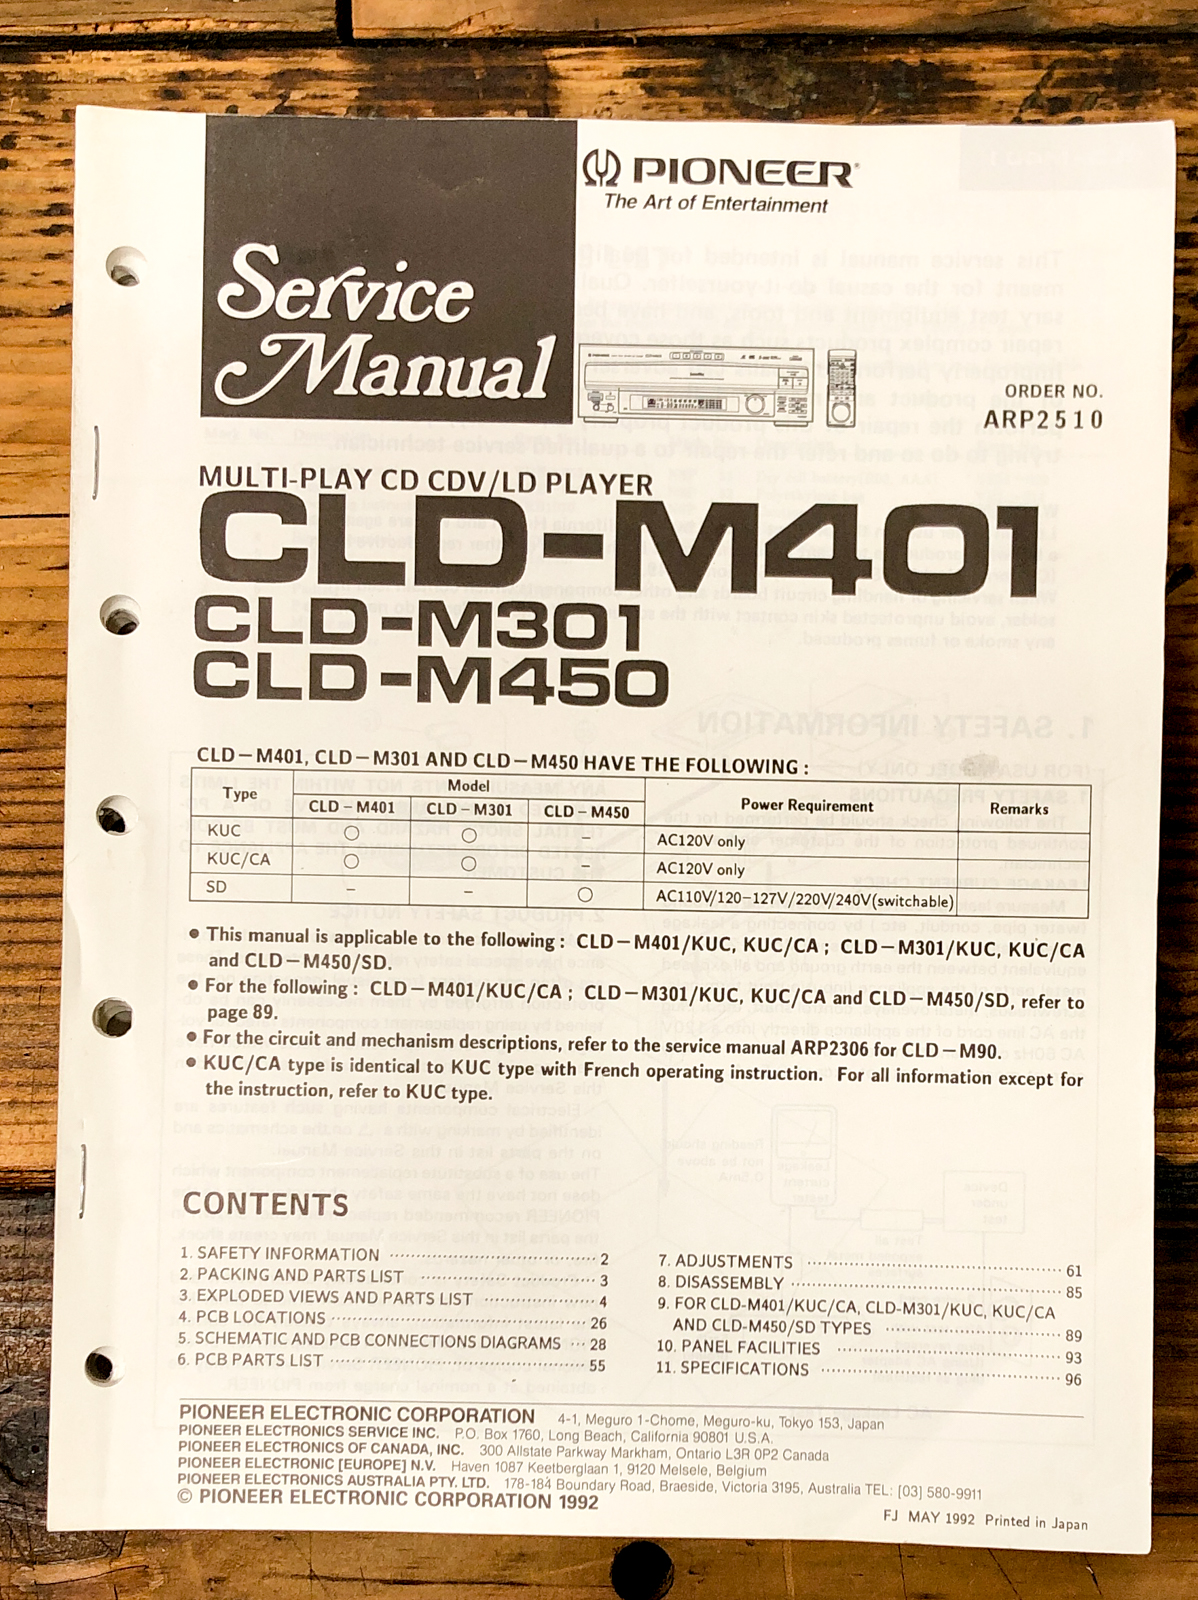 PIONEER®
The Art of Entertainment
Service
Manual
ORDER NO.
ARP2510
MULTI-PLAY CD CDV/LD PLAYER
CLD-M401
CLD-M301
CLD-M450
CLD-M401, CLD-M301 AND CLD-M450 HAVE THE FOLLOWING :
Type Model Power Requirement Remarks
CLD-M401 CLD-M301 CLD-M450
KUC ○ ○ – AC120V only
KUC/CA ○ ○ – AC120V only
SD – – ○ AC110V/120-127V/220V/240V(switchable)
● This manual is applicable to the following : CLD-M401/KUC, KUC/CA ; CLD-M301/KUC, KUC/CA
and CLD-M450/SD.
● For the following : CLD-M401/KUC/CA ; CLD-M301/KUC, KUC/CA and CLD-M450/SD, refer to
page 89.
● For the circuit and mechanism descriptions, refer to the service manual ARP2306 for CLD-M90.
● KUC/CA type is identical to KUC type with French operating instruction. For all information except for
the instruction, refer to KUC type.
CONTENTS
1. SAFETY INFORMATION 2
2. PACKING AND PARTS LIST 3
3. EXPLODED VIEWS AND PARTS LIST 4
4. PCB LOCATIONS 26
5. SCHEMATIC AND PCB CONNECTIONS DIAGRAMS 28
6. PCB PARTS LIST 55
7. ADJUSTMENTS 61
8. DISASSEMBLY 85
9. FOR CLD-M401/KUC/CA, CLD-M301/KUC, KUC/CA
AND CLD-M450/SD TYPES 89
10. PANEL FACILITIES 93
11. SPECIFICATIONS 96
PIONEER ELECTRONIC CORPORATION 4-1, Meguro 1-Chome, Meguro-ku, Tokyo 153, Japan
PIONEER ELECTRONICS SERVICE INC. P.O. Box 1760, Long Beach, California 90801 U.S.A.
PIONEER ELECTRONICS OF CANADA, INC. 300 Allstate Parkway Markham, Ontario L3R 0P2 Canada
PIONEER ELECTRONIC [EUROPE] N.V. Haven 1087 Keetberglaan 1, 9120 Melsele, Belgium
PIONEER ELECTRONICS AUSTRALIA PTY. LTD. 178-184 Boundary Road, Braeside, Victoria 3195, Australia TEL: [03] 580-9911
© PIONEER ELECTRONIC CORPORATION 1992
FJ MAY 1992 Printed in Japan